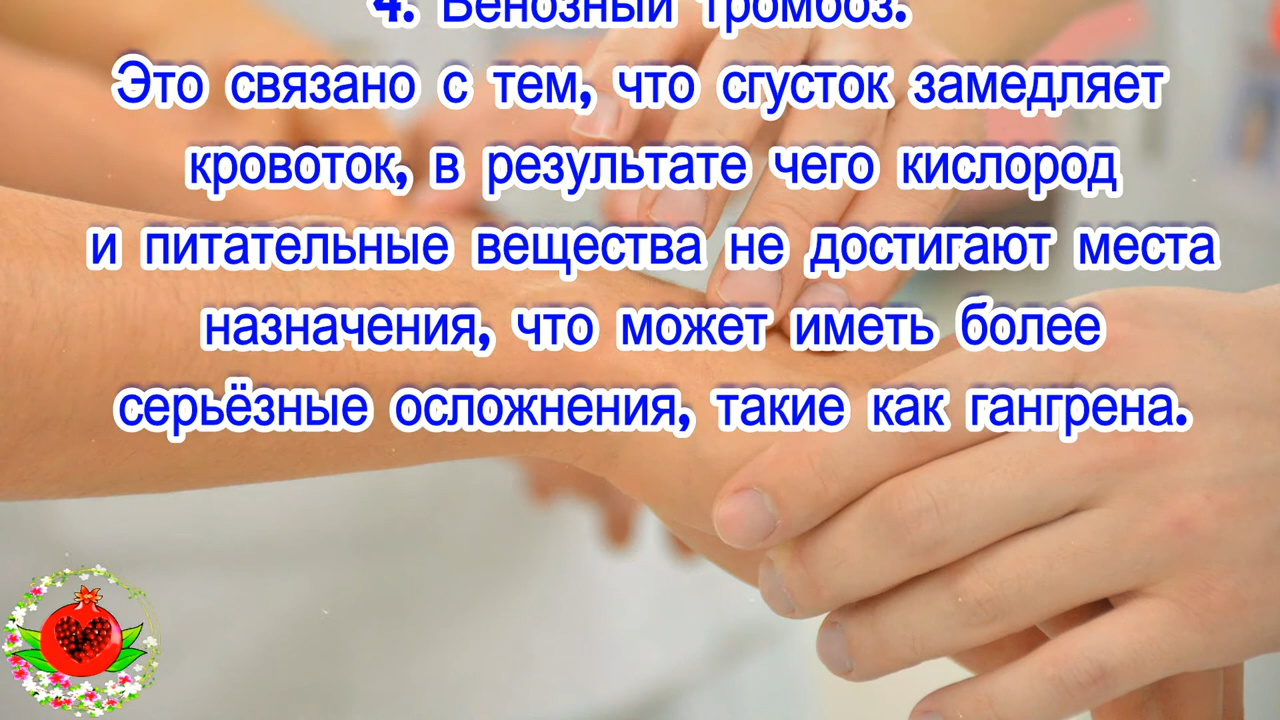 4. Венозный тромбоз.
Это связано с тем, что сгусток замедляет
кровоток, в результате чего кислород
и питательные вещества не достигают места
назначения, что может иметь более
серьёзные осложнения, такие как гангрена.